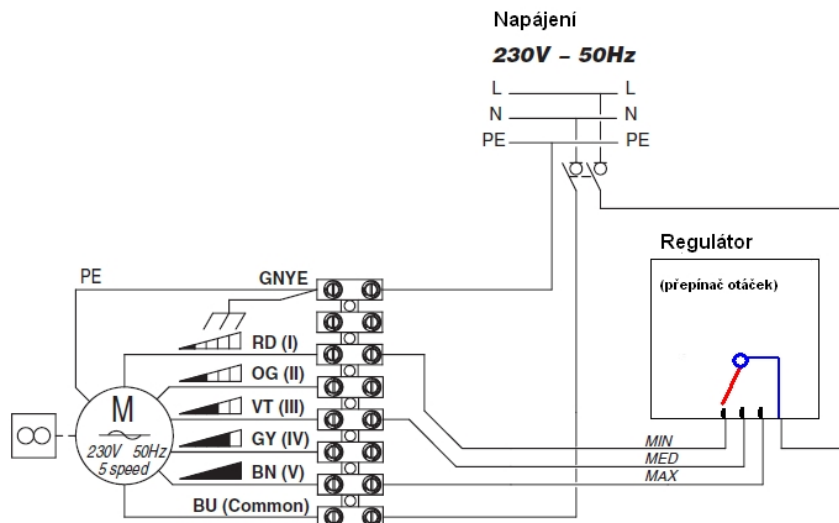 Napájení
230V – 50Hz
L L
N N
PE PE
Regulátor
(přepínač otáček)
PE GNYE
RD (I)
OG (II)
VT (III)
GY (IV)
BN (V)
BU (Common)
M
230V 50Hz
5 speed
MIN
MED
MAX